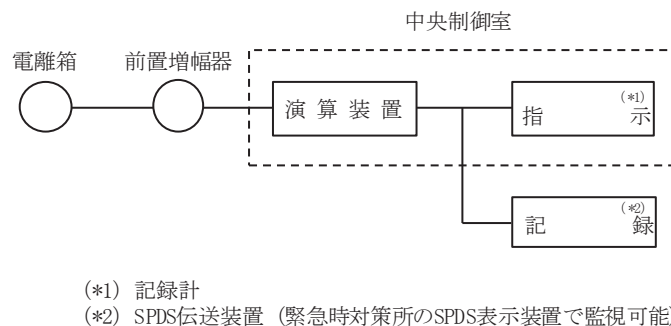 中央制御室
電離箱
前置増幅器
演算装置
(*1)
指示
(*2)
記録
(*1) 記録計
(*2) SPDS伝送装置（緊急時対策所のSPDS表示装置で監視可能